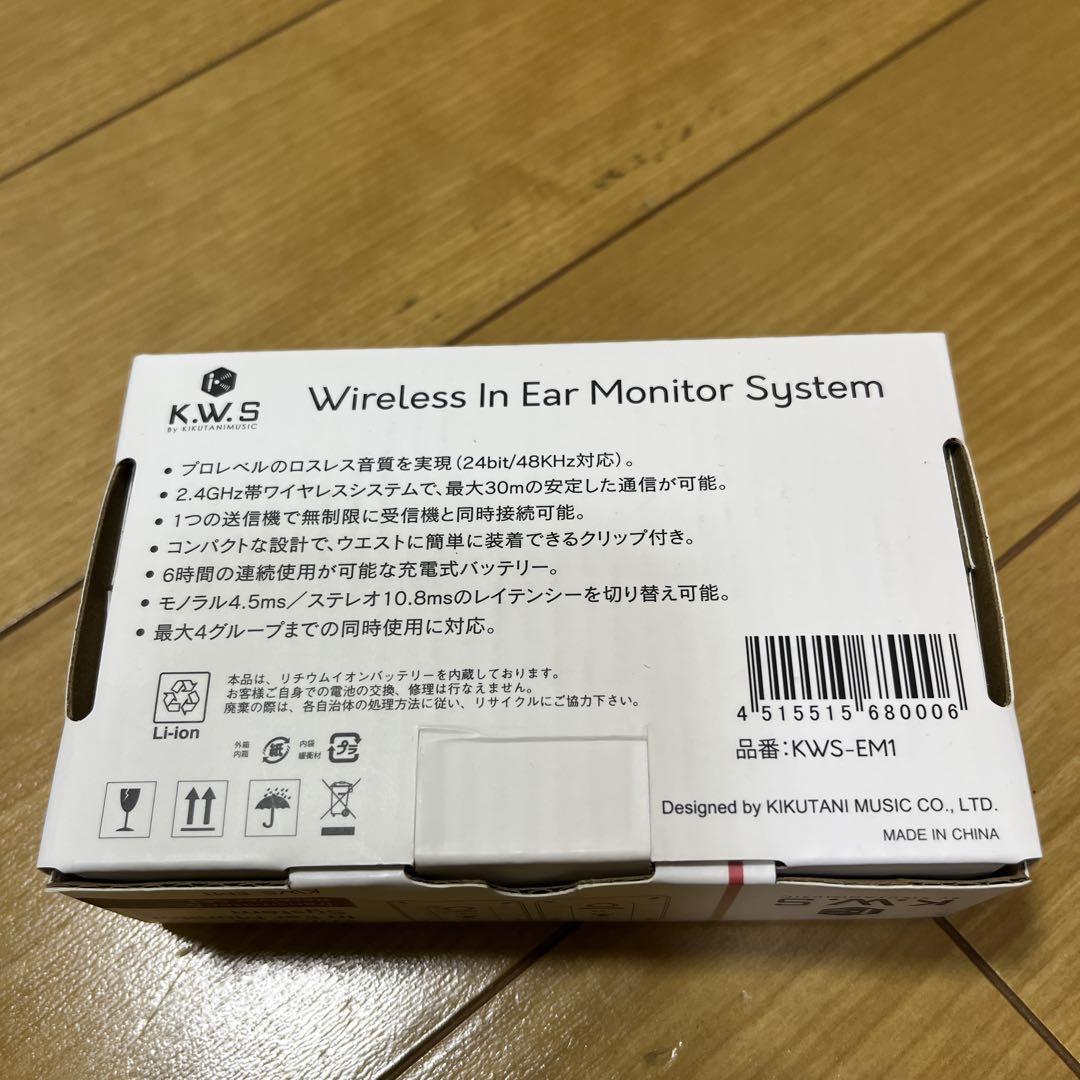 K.W.S
By KIKUTANIMUSIC
Wireless In Ear Monitor System
• プロレベルのロスレス音質を実現(24bit/48KHz対応)。
• 2.4GHz帯ワイヤレスシステムで、最大30mの安定した通信が可能。
• 1つの送信機で無制限に受信機と同時接続可能。
• コンパクトな設計で、ウエストに簡単に装着できるクリップ付き。
• 6時間の連続使用が可能な充電式バッテリー。
• モノラル4.5ms/ステレオ10.8msのレイテンシーを切り替え可能。
• 最大4グループまでの同時使用に対応。
本品は、リチウムイオンバッテリーを内蔵しております。
お客様ご自身での電池の交換、修理は行なえません。
廃棄の際は、各自治体の処理方法に従い、リサイクルにご協力下さい。
Li-ion
外箱
内箱
紙
内袋
緩衝材
プラ
4 515515 680006
品番:KWS-EM1
Designed by KIKUTANI MUSIC CO., LTD.
MADE IN CHINA
K.W.S
System